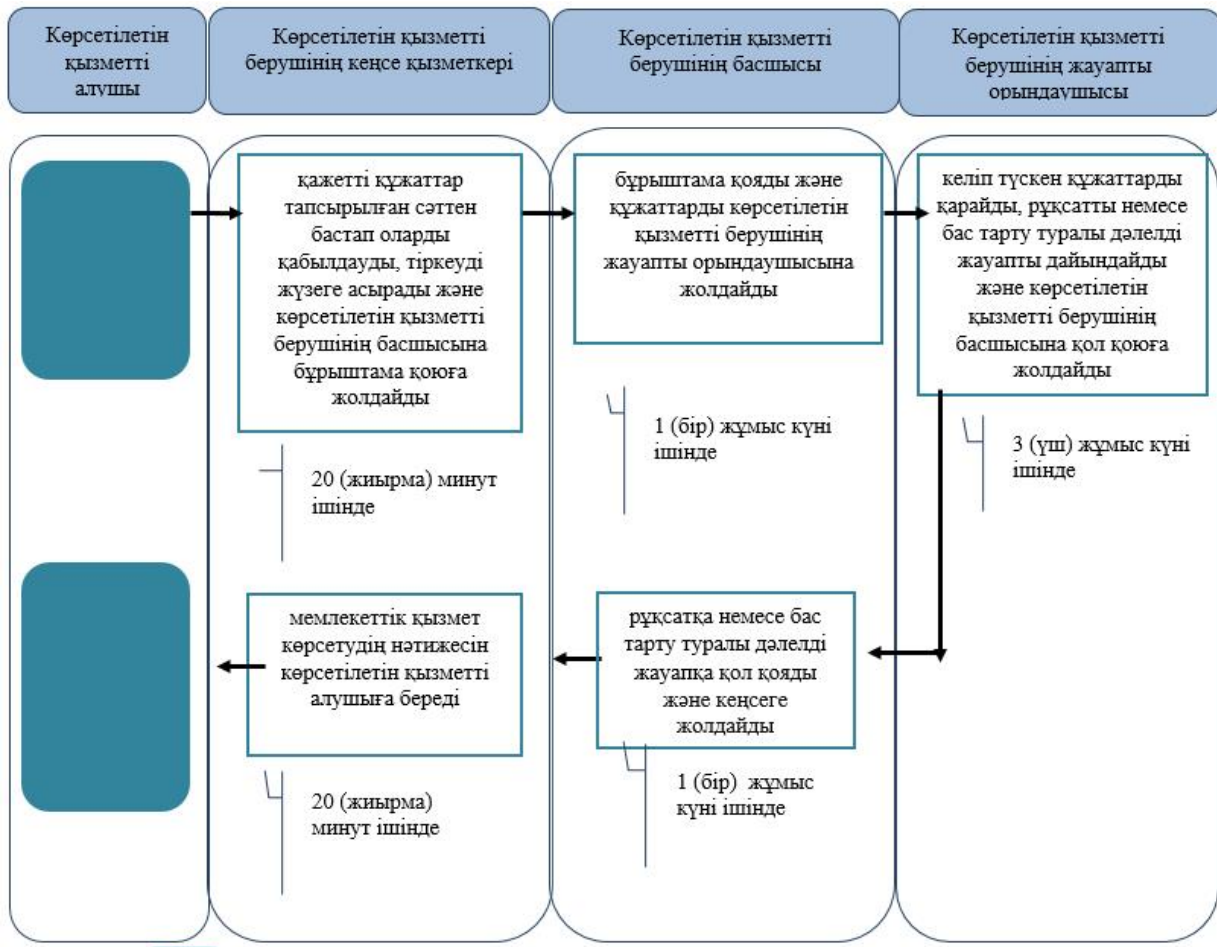 Көрсетілетін
қызметті
алушы
Көрсетілетін қызметті
берушінің кеңсе қызметкері
Көрсетілетін қызметті
берушінің басшысы
Көрсетілетін қызметті
берушінің жауапты
орындаушысы
қажетті құжаттар
тапсырылған сәттен
бастап оларды
қабылдауды, тіркеуді
жүзеге асырады және
көрсетілетін қызметті
берушінің басшысына
бұрыштама қоюға
жолдайды
20 (жиырма) минут
ішінде
бұрыштама қояды және
құжаттарды көрсетілетін
қызметті берушінің
жауапты орындаушысына
жолдайды
1 (бір) жұмыс күні
ішінде
келіп түскен құжаттарды
қарайды, рұқсатты немесе
бас тарту туралы дәлелді
жауапты дайындайды
және көрсетілетін
қызметті берушінің
басшысына қол қоюға
жолдайды
3 (үш) жұмыс күні
ішінде
рұқсатқа немесе бас
тарту туралы дәлелді
жауапқа қол қояды
және кеңсеге
жолдайды
1 (бір) жұмыс
күні ішінде
мемлекеттік қызмет
көрсетудің нәтижесін
көрсетілетін қызметті
алушыға береді
20 (жиырма)
минут ішінде